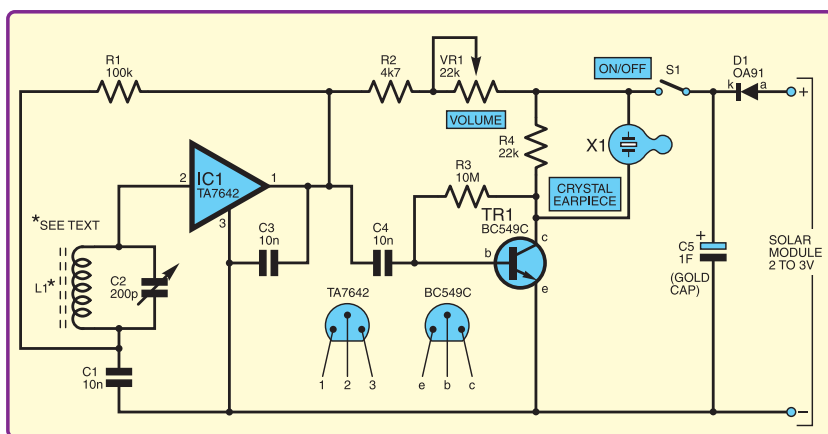 R1
100k
R2
4k7
VR1
22k
VOLUME
ON/OFF
S1
D1
OA91
k
a
+
R4
22k
X1
R3
10M
CRYSTAL
EARPIECE
2
IC1
TA7642
1
3
*SEE TEXT
L1*
C2
200p
C3
10n
C4
10n
TR1
BC549C
b
c
e
+
C5
1F
(GOLD
CAP)
SOLAR
MODULE
2 TO 3V
TA7642
1 2 3
BC549C
e b c
C1
10n
−